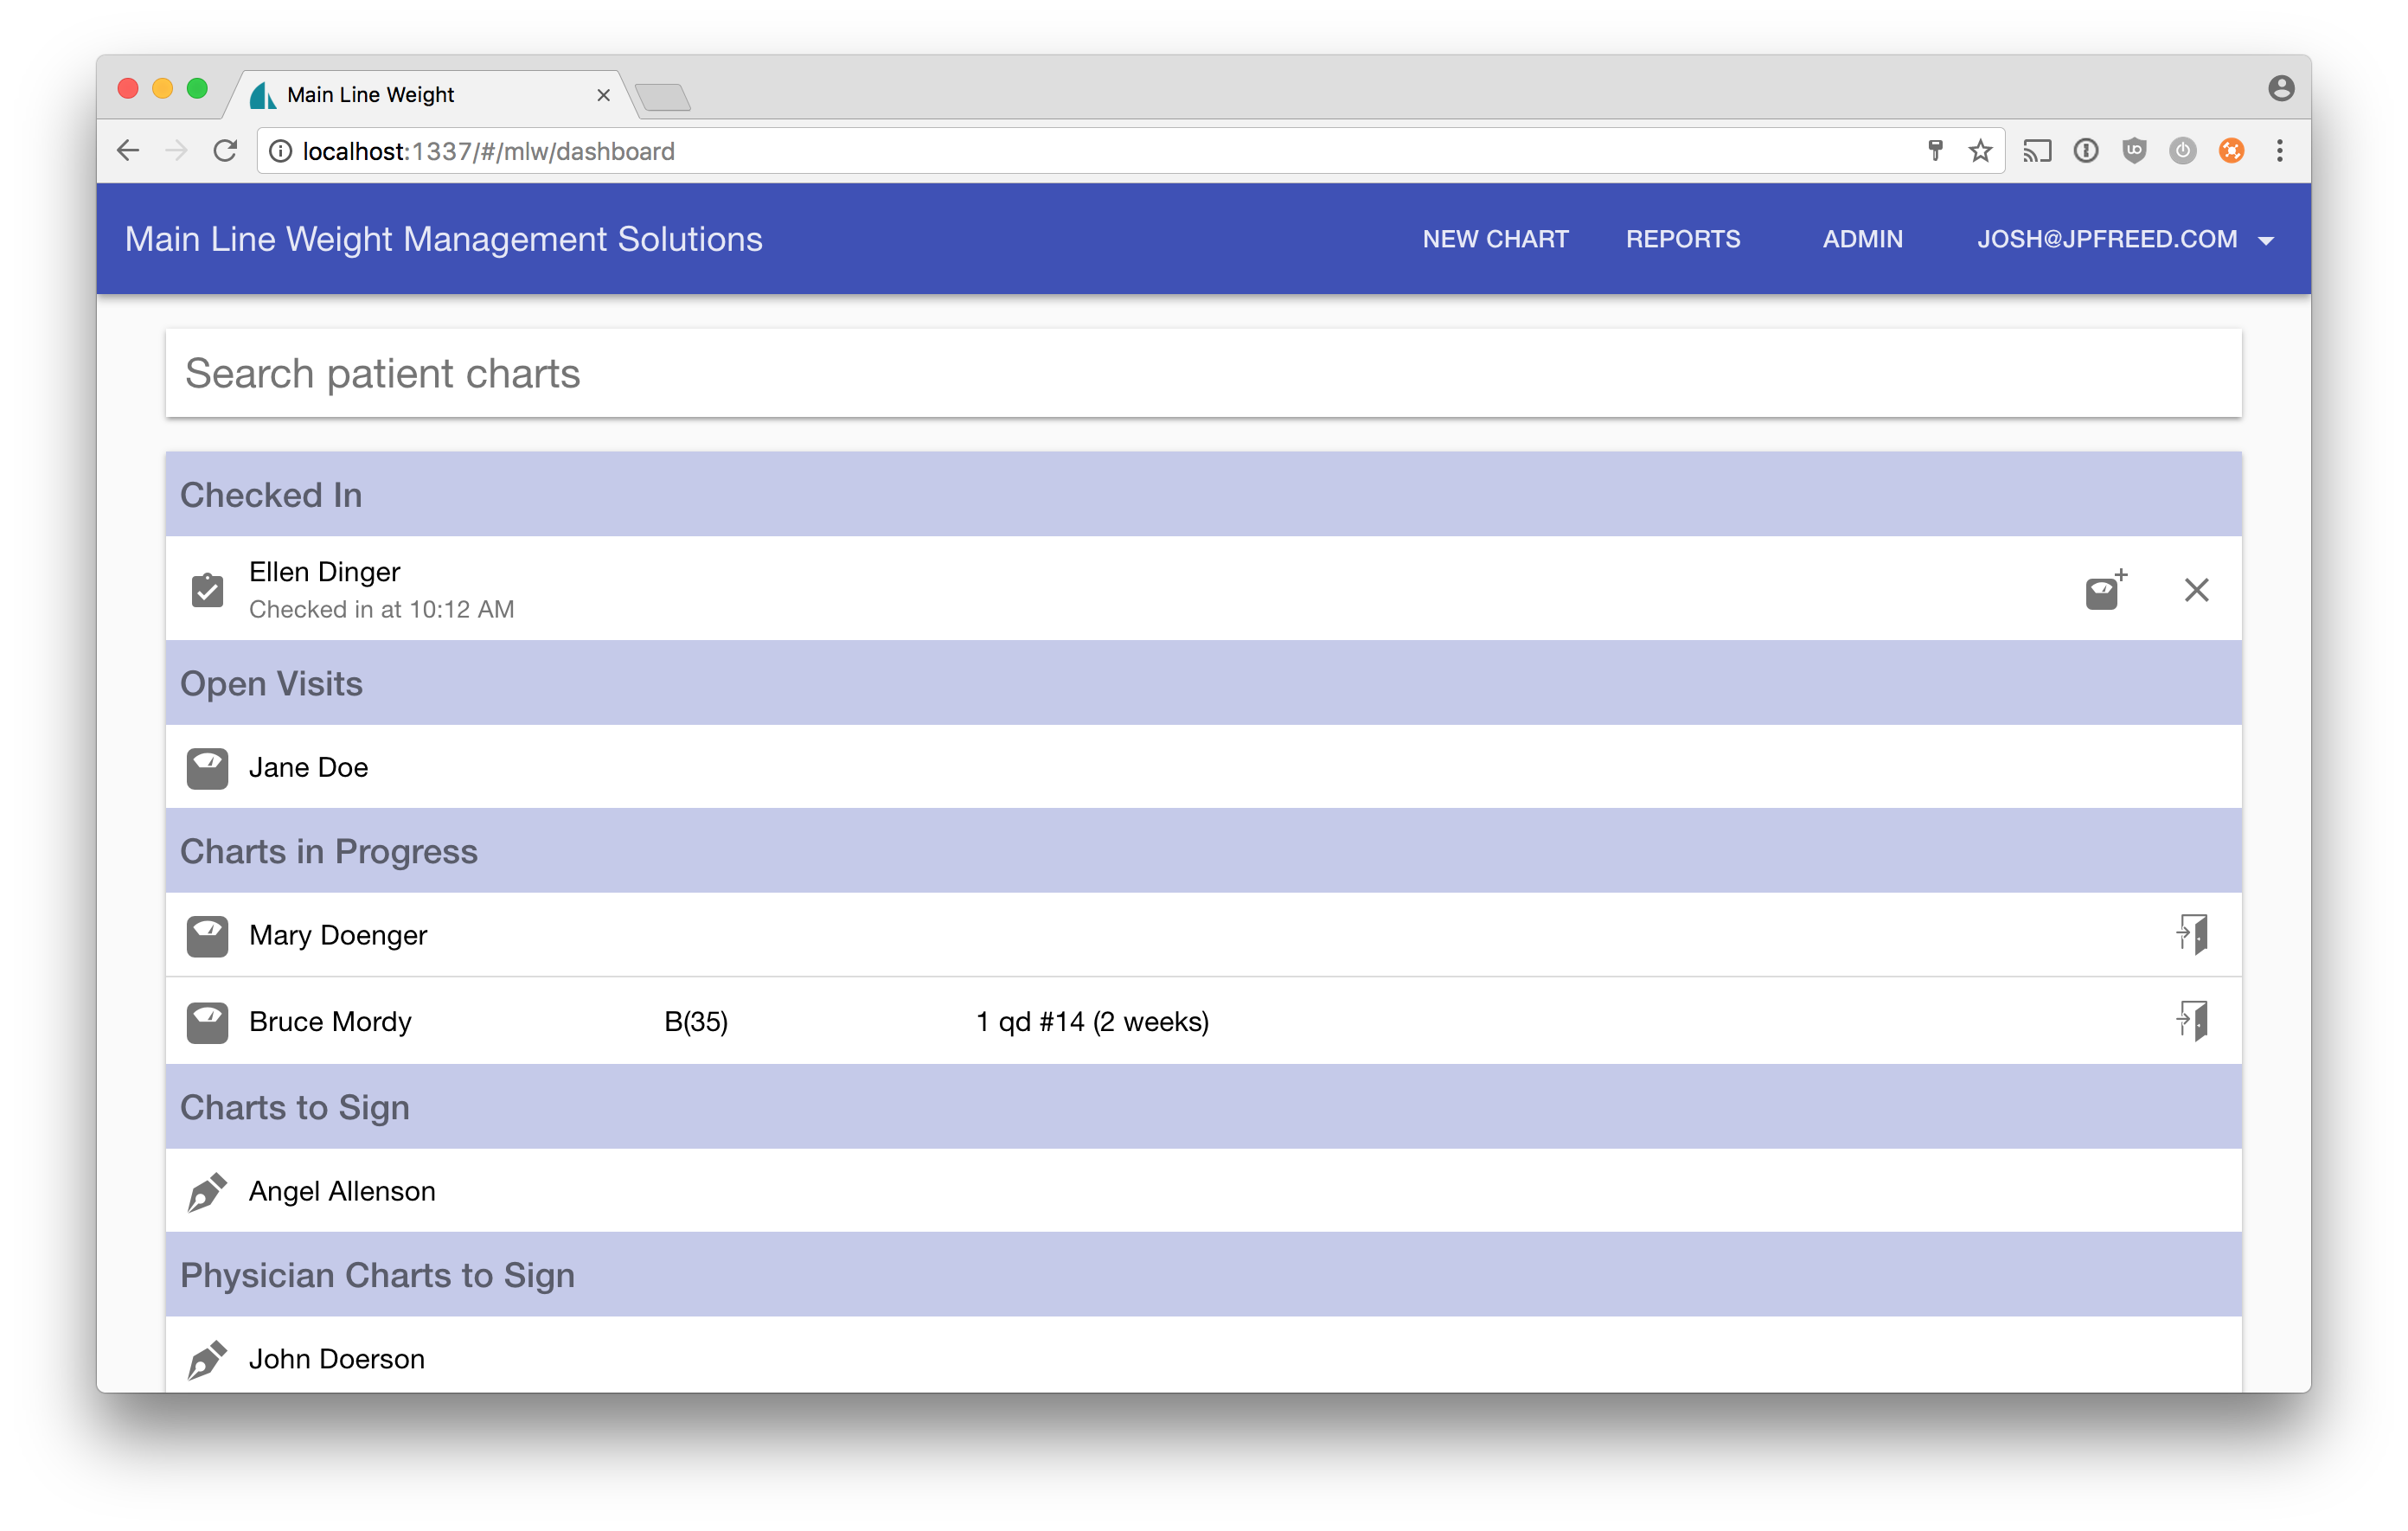 Main Line Weight
localhost:1337/#/mlw/dashboard
Main Line Weight Management Solutions
NEW CHART
REPORTS
ADMIN
JOSH@JPFREED.COM
Search patient charts
Checked In
Ellen Dinger
Checked in at 10:12 AM
Open Visits
Jane Doe
Charts in Progress
Mary Doenger
Bruce Mordy B(35) 1 qd #14 (2 weeks)
Charts to Sign
Angel Allenson
Physician Charts to Sign
John Doerson